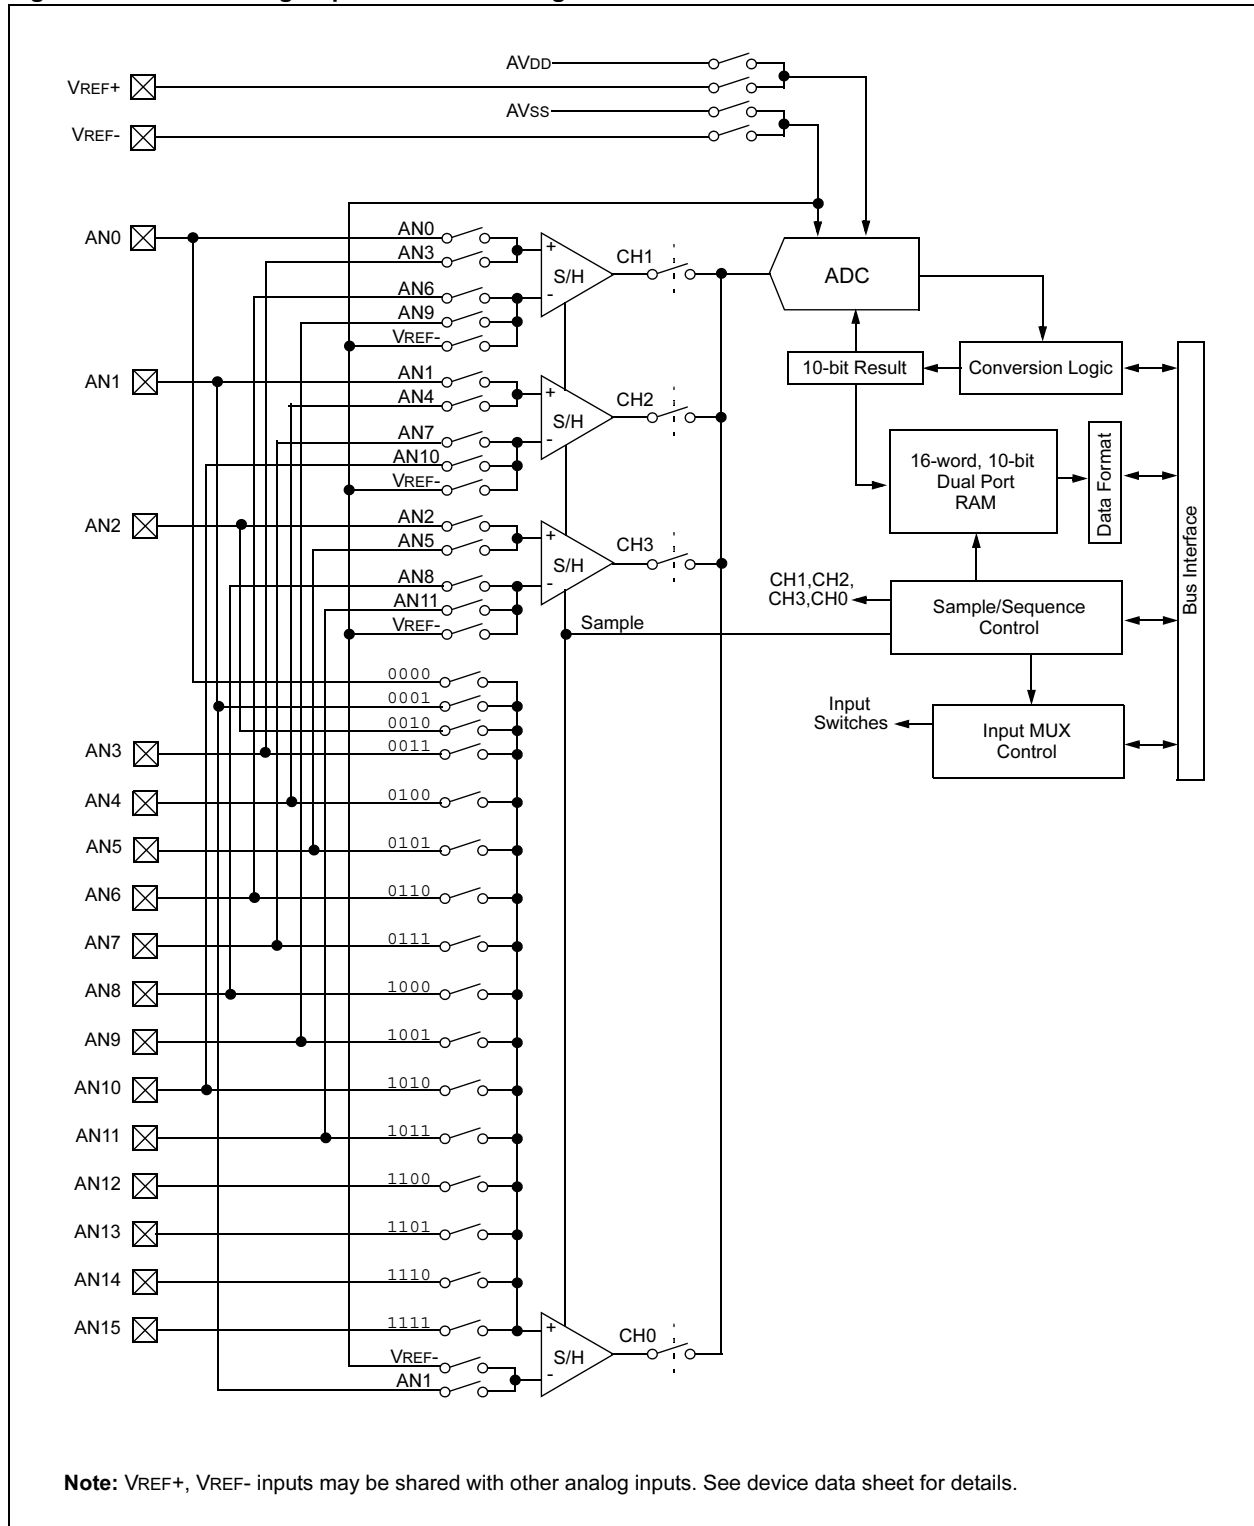 AVDD
VREF+
AVSS
VREF-
AN0
AN0
AN3
AN6
AN9
VREF-
+
-
S/H
CH1
ADC
10-bit Result
Conversion Logic
AN1
AN1
AN4
AN7
AN10
VREF-
+
-
S/H
CH2
16-word, 10-bit
Dual Port
RAM
Data Format
Bus Interface
AN2
AN2
AN5
AN8
AN11
VREF-
+
-
S/H
CH3
CH1,CH2,
CH3,CH0
Sample/Sequence
Control
Sample
Input
Switches
Input MUX
Control
0000
0001
0010
AN3 0011
AN4 0100
AN5 0101
AN6 0110
AN7 0111
AN8 1000
AN9 1001
AN10 1010
AN11 1011
AN12 1100
AN13 1101
AN14 1110
AN15 1111
VREF-
AN1
+
-
S/H
CH0
Note: VREF+, VREF- inputs may be shared with other analog inputs. See device data sheet for details.